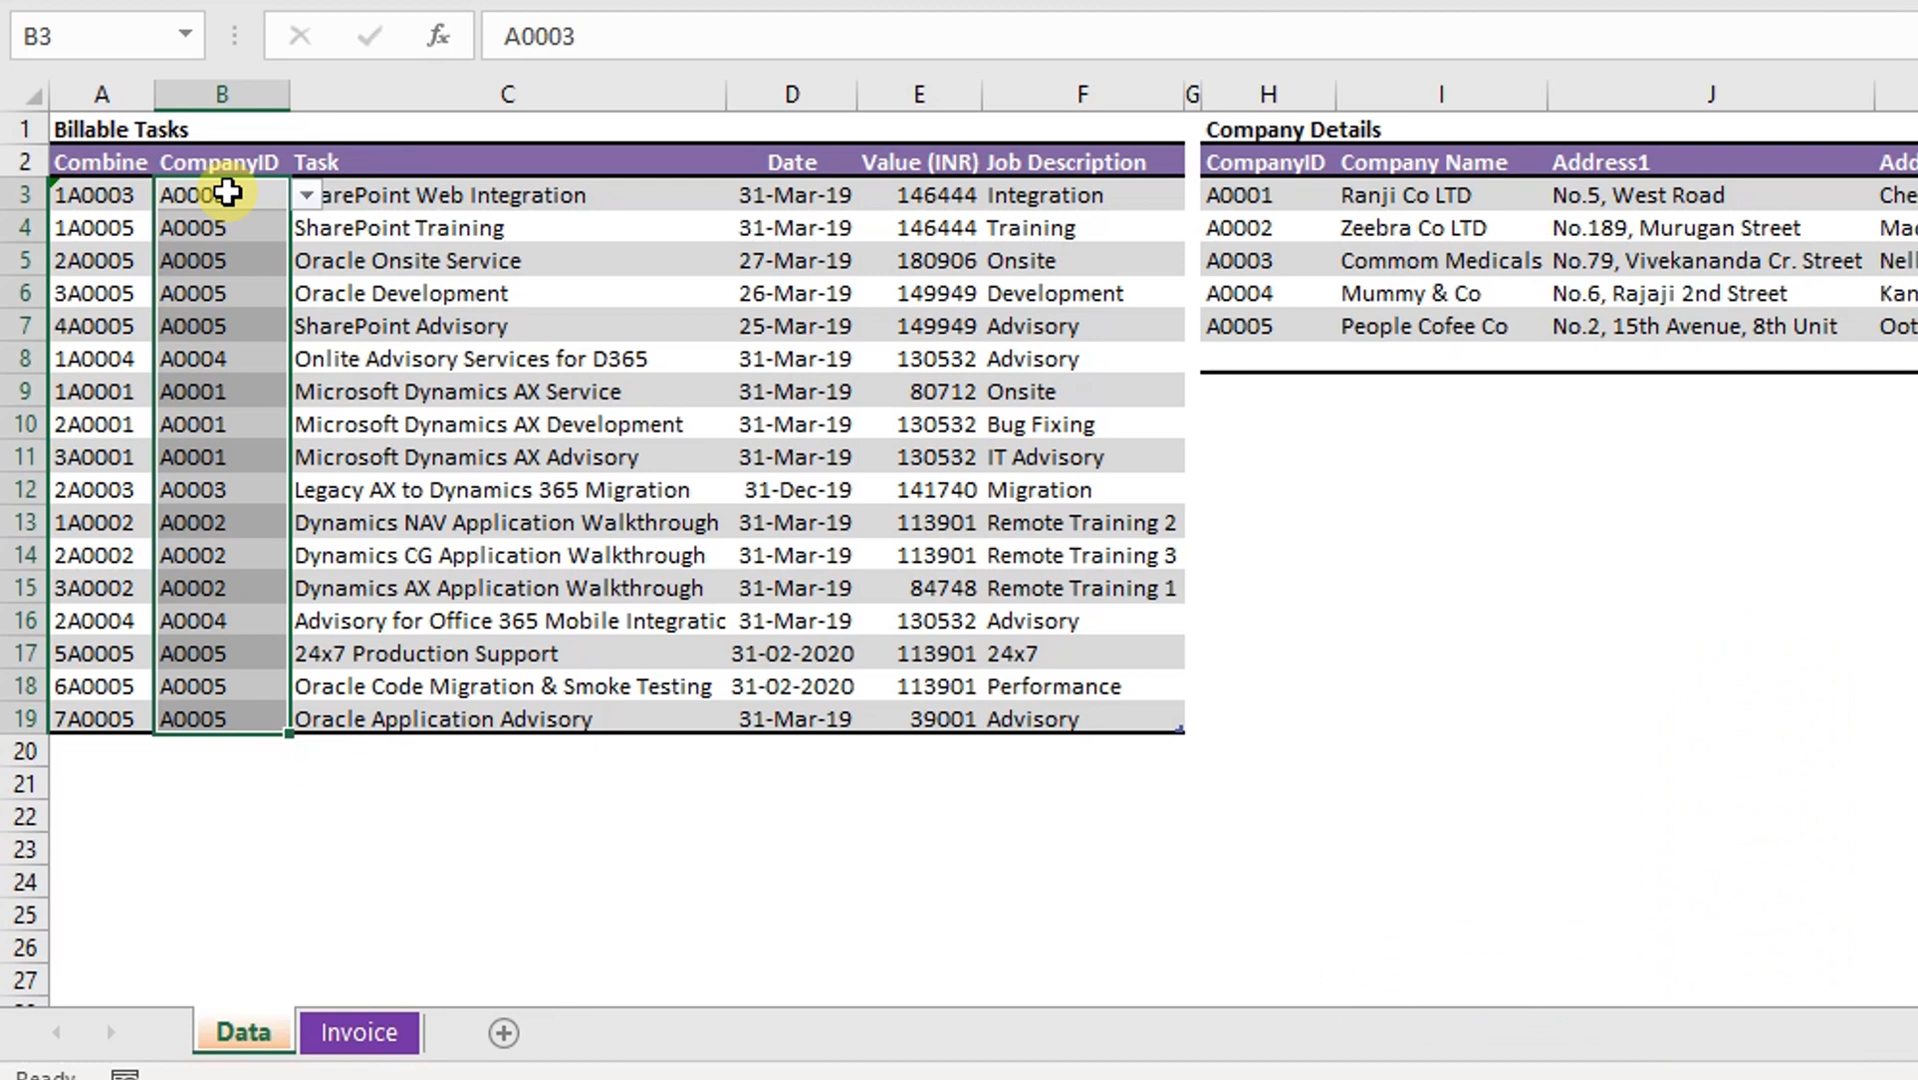 B3 fx A0003
A B C D E F G H I J
1 Billable Tasks Company Details
2 Combine CompanyID Task Date Value (INR) Job Description CompanyID Company Name Address1
3 1A0003 SharePoint Web Integration 31-Mar-19 146444 Integration A0001 Ranji Co LTD No.5, West Road
4 1A0005 A0005 SharePoint Training 31-Mar-19 146444 Training A0002 Zeebra Co LTD No.189, Murugan Street
5 2A0005 A0005 Oracle Onsite Service 27-Mar-19 180906 Onsite A0003 Commom Medicals No.79, Vivekananda Cr. Street
6 3A0005 A0005 Oracle Development 26-Mar-19 149949 Development A0004 Mummy & Co No.6, Rajaji 2nd Street
7 4A0005 A0005 SharePoint Advisory 25-Mar-19 149949 Advisory A0005 People Cofee Co No.2, 15th Avenue, 8th Unit
8 1A0004 A0004 Onlite Advisory Services for D365 31-Mar-19 130532 Advisory
9 1A0001 A0001 Microsoft Dynamics AX Service 31-Mar-19 80712 Onsite
10 2A0001 A0001 Microsoft Dynamics AX Development 31-Mar-19 130532 Bug Fixing
11 3A0001 A0001 Microsoft Dynamics AX Advisory 31-Mar-19 130532 IT Advisory
12 2A0003 A0003 Legacy AX to Dynamics 365 Migration 31-Dec-19 141740 Migration
13 1A0002 A0002 Dynamics NAV Application Walkthrough 31-Mar-19 113901 Remote Training 2
14 2A0002 A0002 Dynamics CG Application Walkthrough 31-Mar-19 113901 Remote Training 3
15 3A0002 A0002 Dynamics AX Application Walkthrough 31-Mar-19 84748 Remote Training 1
16 2A0004 A0004 Advisory for Office 365 Mobile Integratic 31-Mar-19 130532 Advisory
17 5A0005 A0005 24x7 Production Support 31-02-2020 113901 24x7
18 6A0005 A0005 Oracle Code Migration & Smoke Testing 31-02-2020 113901 Performance
19 7A0005 A0005 Oracle Application Advisory 31-Mar-19 39001 Advisory
20
21
22
23
24
25
26
27
Data Invoice
Ready